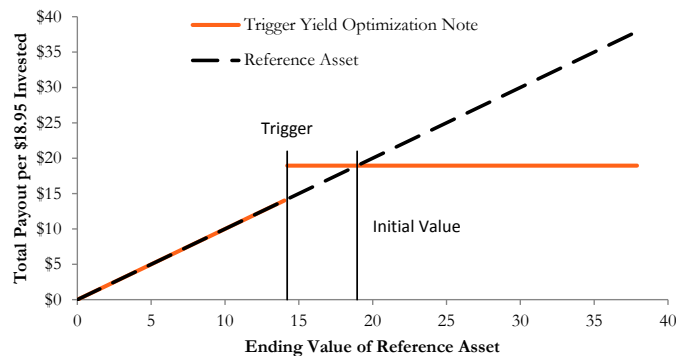 Total Payout per $18.95 Invested
$40
$35
$30
$25
$20
$15
$10
$5
$0
Trigger Yield Optimization Note
Reference Asset
Trigger
Initial Value
0 5 10 15 20 25 30 35 40
Ending Value of Reference Asset